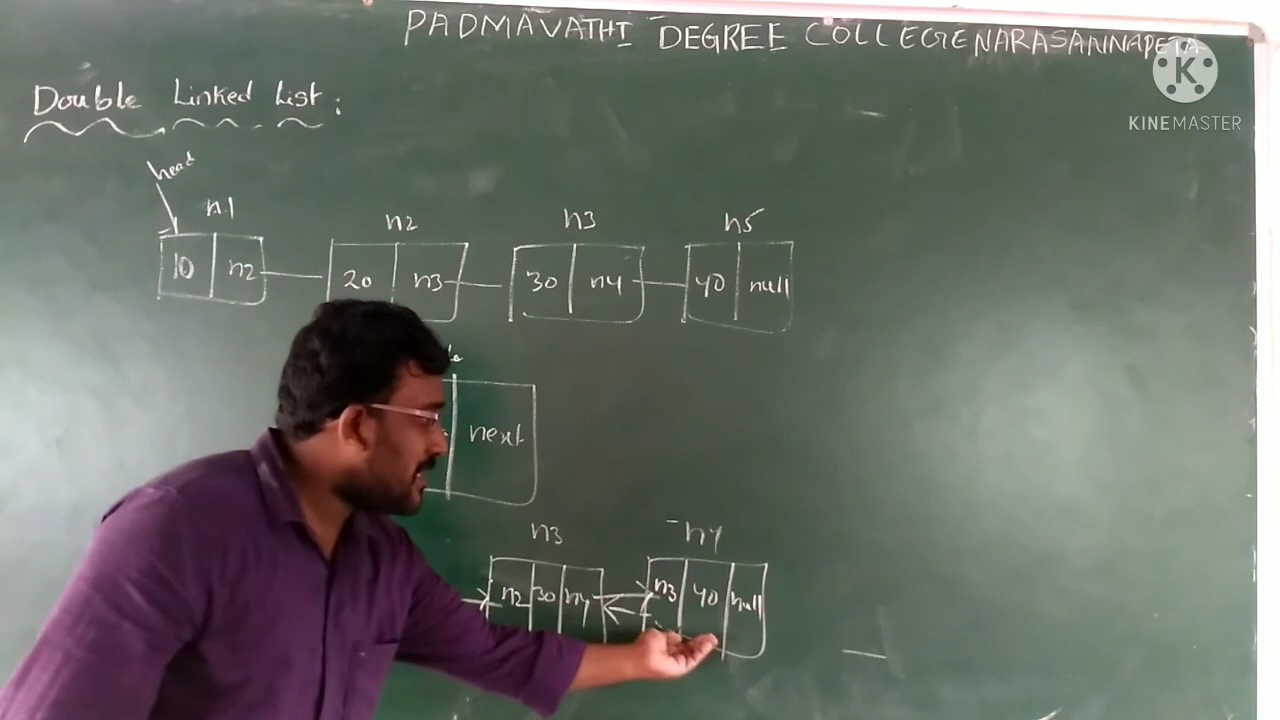 PADMAVATHI DEGREE COLLEGE NARASANNAPETA
K
KINEMASTER
Double Linked List:
head
n1 n2 n3 n5
10 n2 20 n3 30 n4 40 null
next
n3 n4
n2 30 n4 n3 40 null